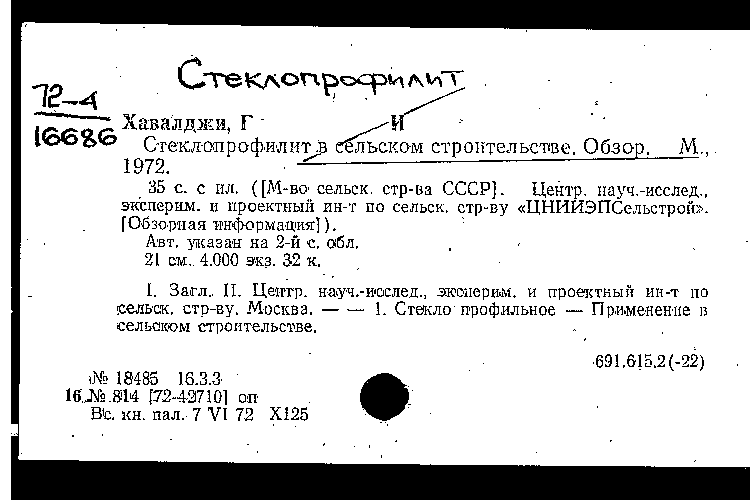 Стеклопрофилит
72-4
16686
Хавалджи, Г И
Стеклопрофилит в сельском строительстве. Обзор. М.,
1972.
35 с. с ил. ([М-во сельск. стр-ва СССР]. Центр. науч.-исслед.,
эксперим. и проектный ин-т по сельск. стр-ву «ЦНИИЭПСельстрой».
[Обзорная информация]).
Авт. указан на 2-й с. обл.
21 см. 4.000 экз. 32 к.
I. Загл. II. Центр. науч.-исслед., эксперим. и проектный ин-т по
сельск. стр-ву. Москва. — — 1. Стекло профильное — Применение в
сельском строительстве.
691.615.2(-22)
№ 18485 16.3.3
16 № 814 [72-42710] оп
Вс. кн. пал. 7 VI 72 Х125